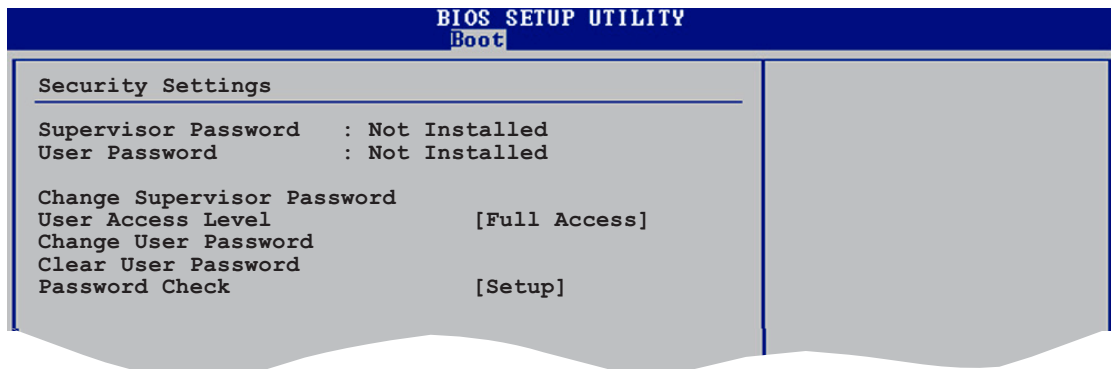 BIOS SETUP UTILITY
Boot
Security Settings
Supervisor Password : Not Installed
User Password : Not Installed
Change Supervisor Password
User Access Level [Full Access]
Change User Password
Clear User Password
Password Check [Setup]